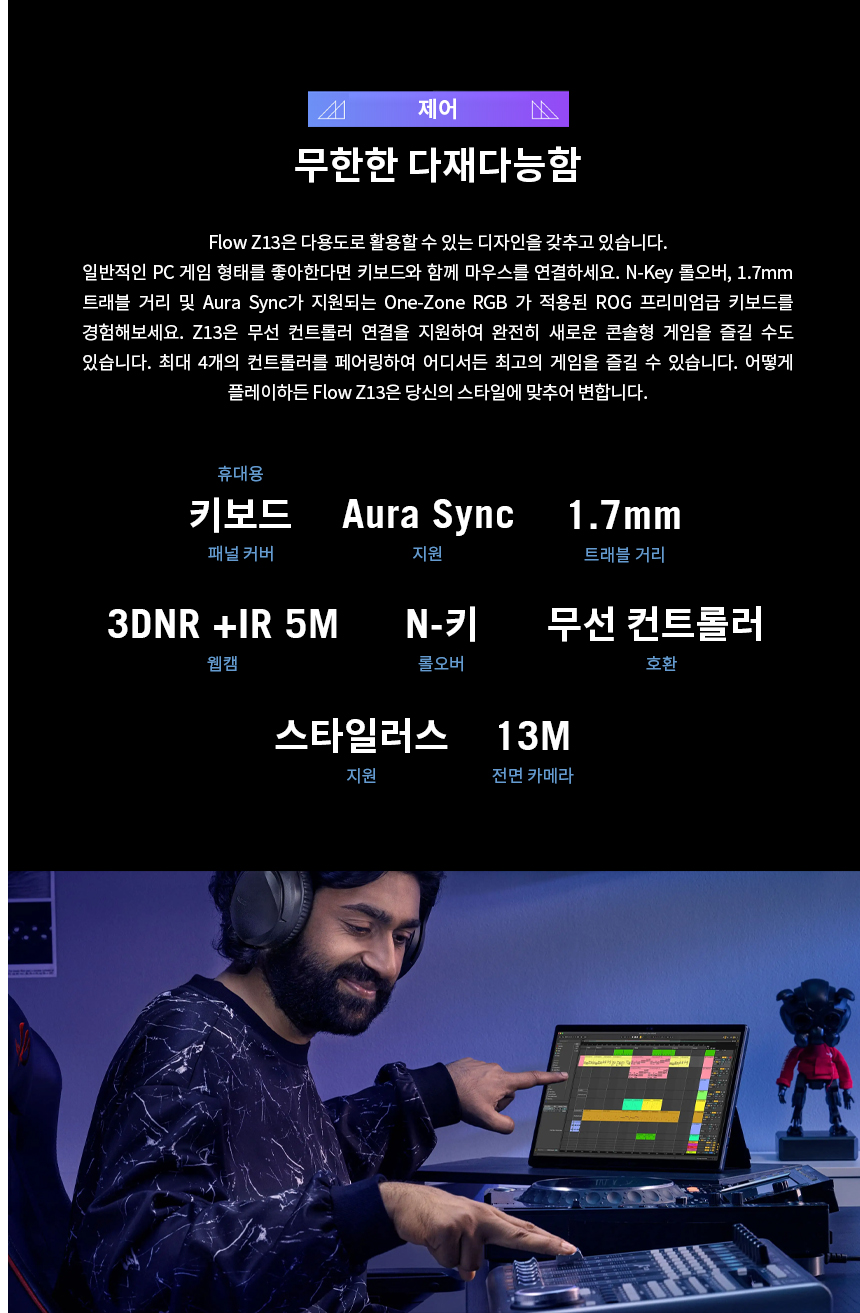 제어
무한한 다재다능함
Flow Z13은 다용도로 활용할 수 있는 디자인을 갖추고 있습니다.
일반적인 PC 게임 형태를 좋아한다면 키보드와 함께 마우스를 연결하세요. N-Key 롤오버, 1.7mm
트래블 거리 및 Aura Sync가 지원되는 One-Zone RGB 가 적용된 ROG 프리미엄급 키보드를
경험해보세요. Z13은 무선 컨트롤러 연결을 지원하여 완전히 새로운 콘솔형 게임을 즐길 수도
있습니다. 최대 4개의 컨트롤러를 페어링하여 어디서든 최고의 게임을 즐길 수 있습니다. 어떻게
플레이하든 Flow Z13은 당신의 스타일에 맞추어 변합니다.
휴대용
키보드 Aura Sync 1.7mm
패널 커버 지원 트래블 거리
3DNR +IR 5M N-키 무선 컨트롤러
웹캠 롤오버 호환
스타일러스 13M
지원 전면 카메라